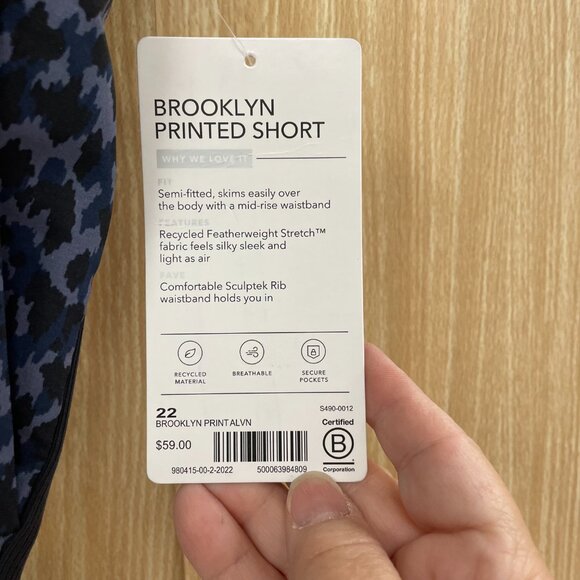 BROOKLYN
PRINTED SHORT
WHY WE LOVE IT
FIT
Semi-fitted, skims easily over
the body with a mid-rise waistband
FEATURES
Recycled Featherweight Stretch™
fabric feels silky sleek and
light as air
FAVE
Comfortable Sculptek Rib
waistband holds you in
RECYCLED
MATERIAL
BREATHABLE
SECURE
POCKETS
22
BROOKLYN PRINT ALVN
$59.00
980415-00-2-2022
500063984809
S490-0012
Certified
B
Corporation